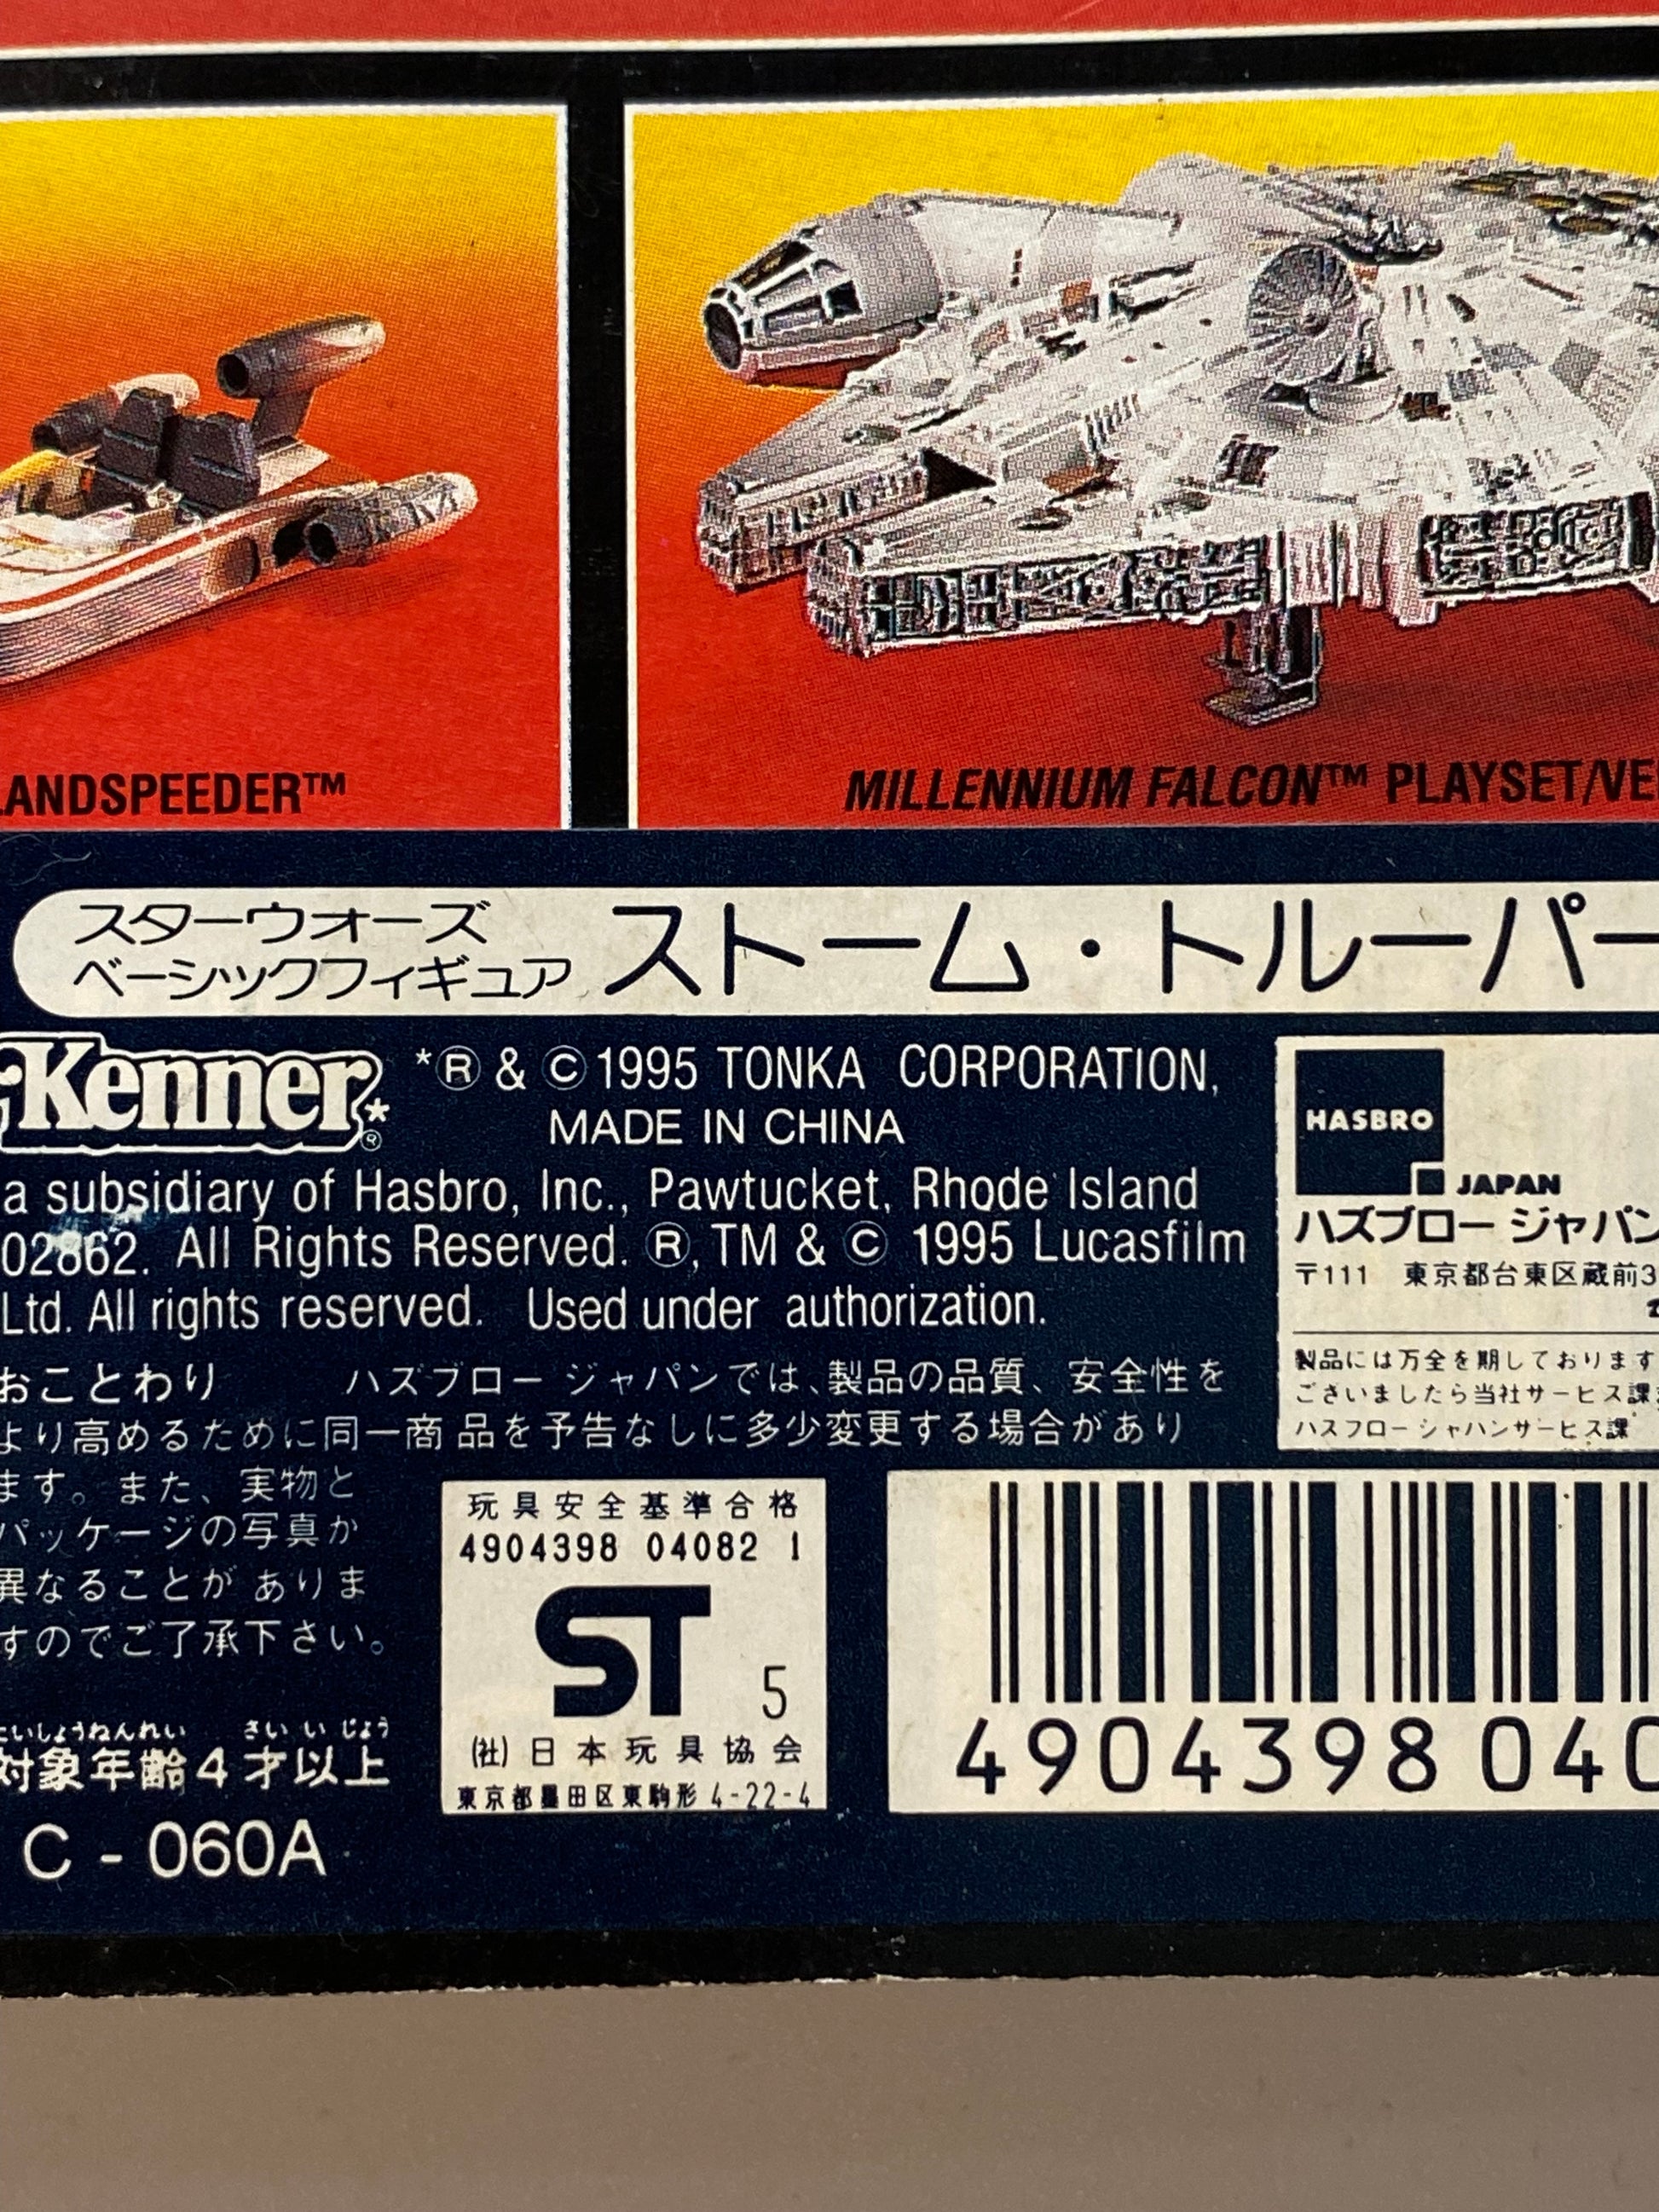 LANDSPEEDER™
MILLENNIUM FALCON™ PLAYSET/VE
スターウォーズ
ベーシックフィギュア
ストーム・トルーパー
Kenner*®
*® & © 1995 TONKA CORPORATION,
MADE IN CHINA
a subsidiary of Hasbro, Inc., Pawtucket, Rhode Island
02862. All Rights Reserved. ®, TM & © 1995 Lucasfilm
Ltd. All rights reserved. Used under authorization.
おことわり ハズブロー ジャパンでは、製品の品質、安全性を
より高めるために同一商品を予告なしに多少変更する場合があり
ます。また、実物と
パッケージの写真か
異なることがありま
すのでご了承下さい。
たいしょうねんれい さいいじょう
対象年齢4才以上
C - 060A
玩具安全基準合格
4904398 04082 1
ST 5
(社)日本玩具協会
東京都墨田区東駒形4-22-4
HASBRO
JAPAN
ハズブロー ジャパン
〒111 東京都台東区蔵前3
製品には万全を期しております
ございましたら当社サービス課
ハスフロー シャハンサービス課
4904398 040